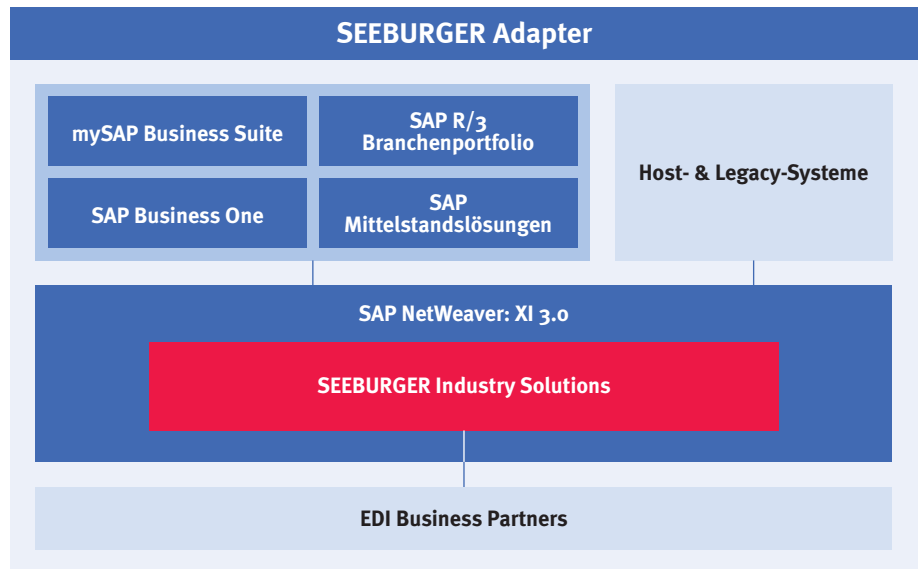 SEEBURGER Adapter
mySAP Business Suite
SAP R/3
Branchenportfolio
SAP Business One
SAP
Mittelstandslösungen
Host- & Legacy-Systeme
SAP NetWeaver: XI 3.0
SEEBURGER Industry Solutions
EDI Business Partners